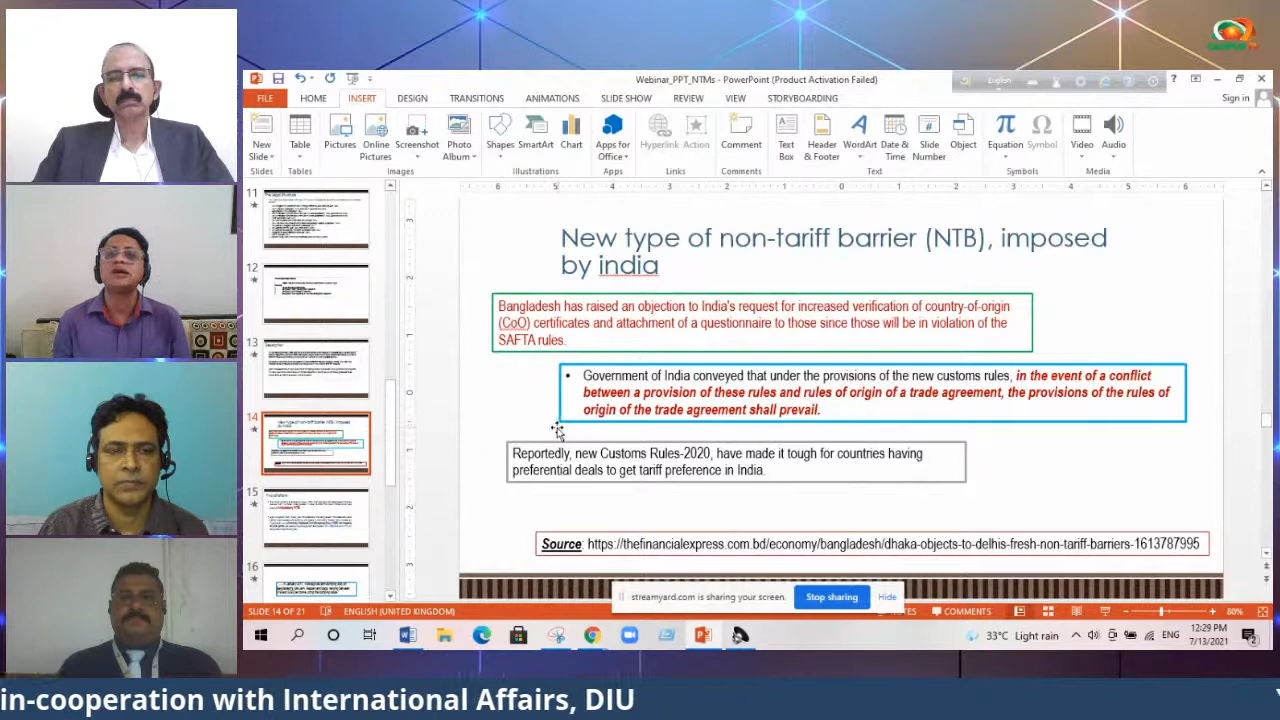 Webinar_PPT_NTMs - PowerPoint (Product Activation Failed)
English
Sign in
FILE HOME INSERT DESIGN TRANSITIONS ANIMATIONS SLIDE SHOW REVIEW VIEW STORYBOARDING
New Slide
Table
Pictures
Online Pictures
Screenshot
Photo Album
Shapes
SmartArt
Chart
Apps for Office
Hyperlink
Action
Comment
Text Box
Header & Footer
WordArt
Date & Time
Slide Number
Object
Equation
Symbol
Video
Audio
Slides Tables Images Illustrations Apps Links Comments Text Symbols Media
11
12
13
14
15
16
New type of non-tariff barrier (NTB), imposed
by india
Bangladesh has raised an objection to India's request for increased verification of country-of-origin
(CoO) certificates and attachment of a questionnaire to those since those will be in violation of the
SAFTA rules.
• Government of India conveyed that under the provisions of the new customs rules, in the event of a conflict
between a provision of these rules and rules of origin of a trade agreement, the provisions of the rules of
origin of the trade agreement shall prevail.
Reportedly, new Customs Rules-2020, have made it tough for countries having
preferential deals to get tariff preference in India.
Source: https://thefinancialexpress.com.bd/economy/bangladesh/dhaka-objects-to-delhis-fresh-non-tariff-barriers-1613787995
streamyard.com is sharing your screen.
Stop sharing
Hide
SLIDE 14 OF 21 ENGLISH (UNITED KINGDOM) COMMENTS 80%
33°C Light rain ENG 12:29 PM
7/13/2021
in-cooperation with International Affairs, DIU